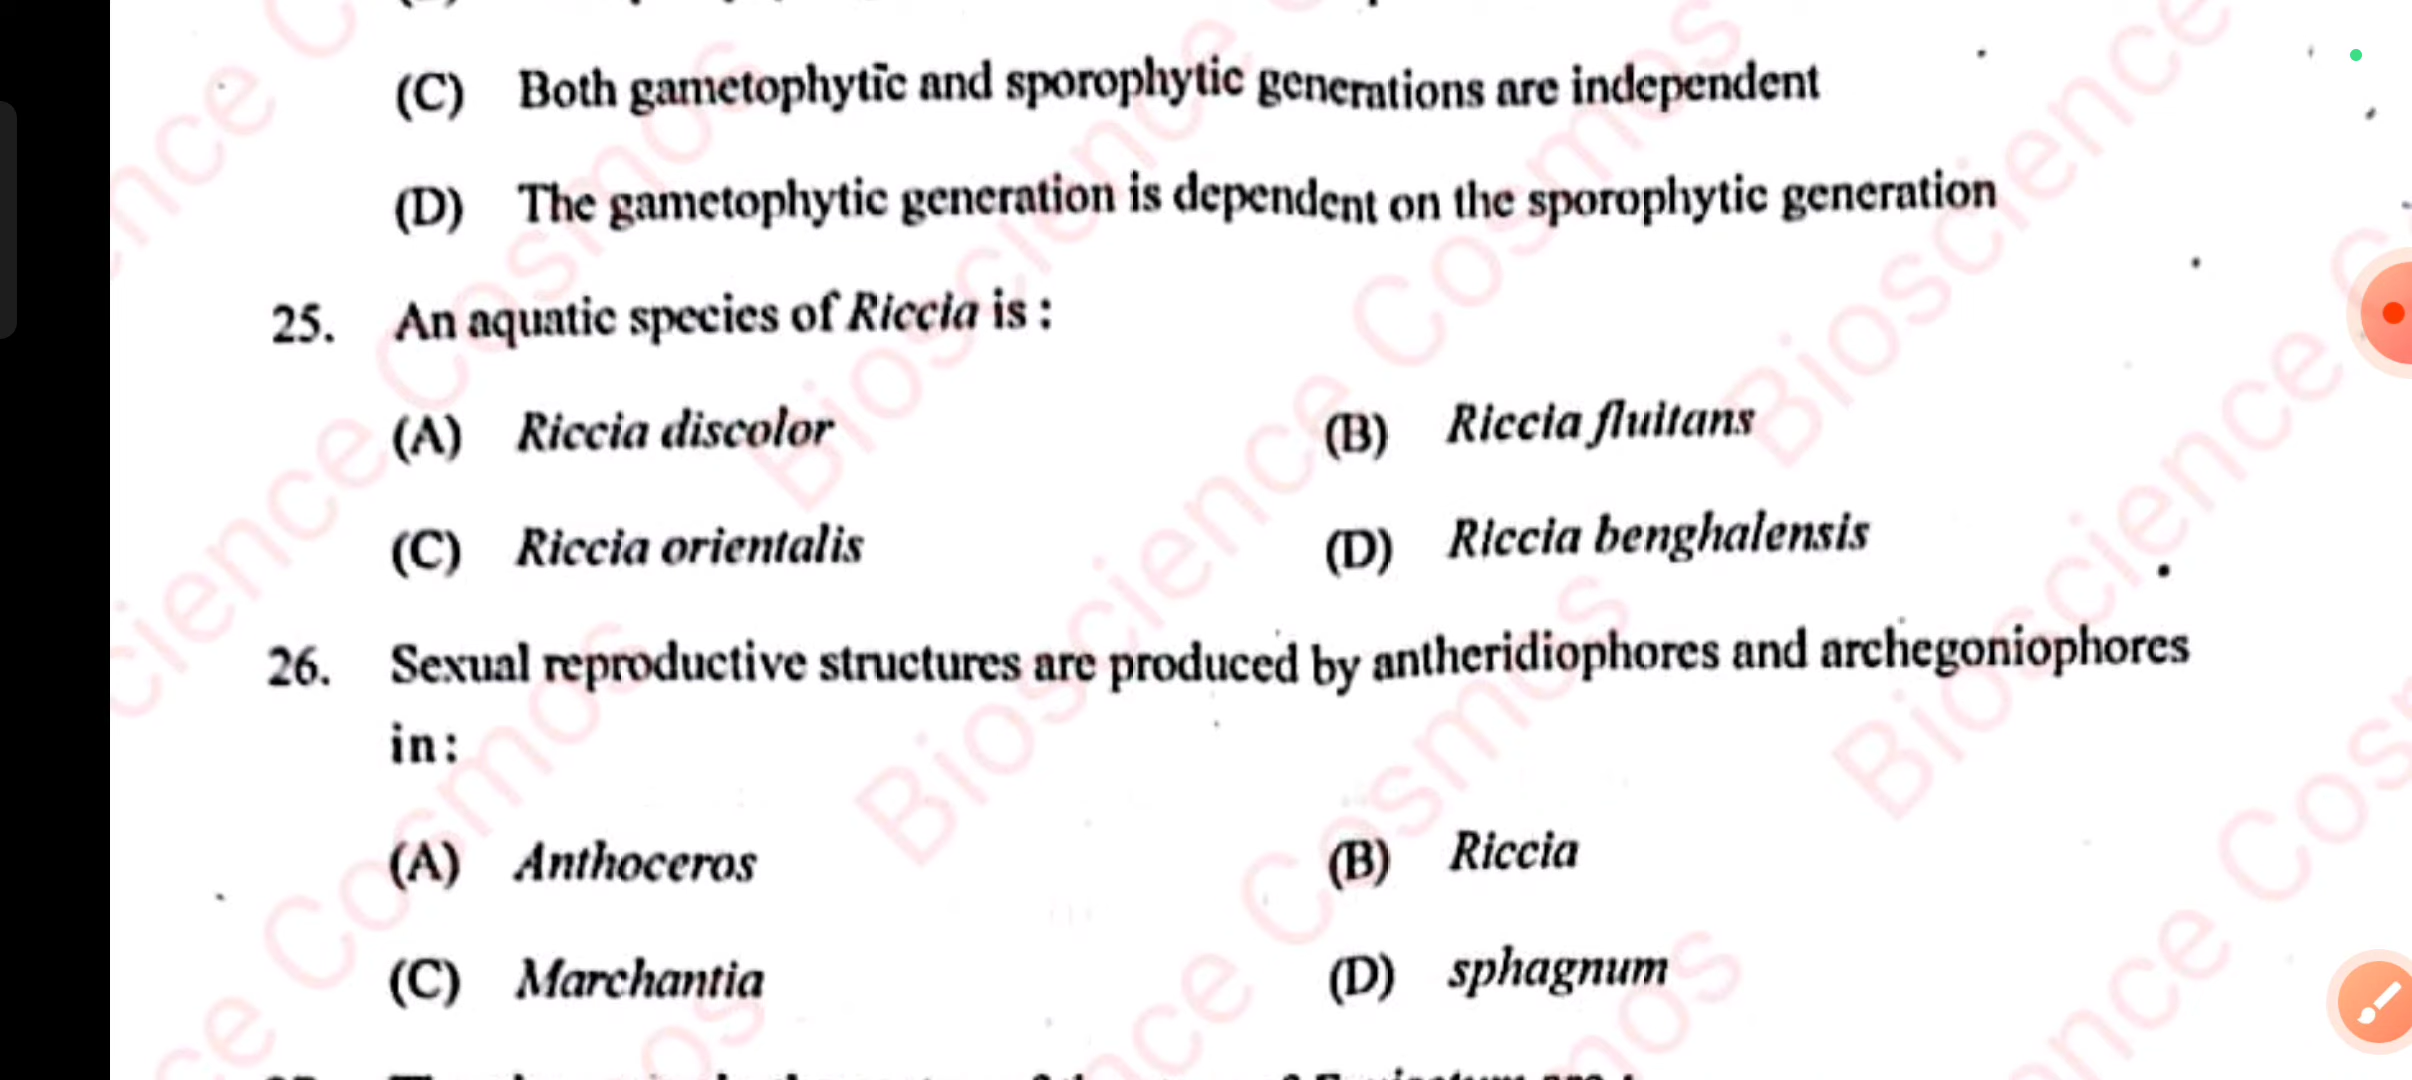 (C) Both gametophytic and sporophytic generations are independent
(D) The gametophytic generation is dependent on the sporophytic generation
25. An aquatic species of Riccia is :
(A) Riccia discolor (B) Riccia fluitans
(C) Riccia orientalis (D) Riccia benghalensis
26. Sexual reproductive structures are produced by antheridiophores and archegoniophores
in :
(A) Anthoceros (B) Riccia
(C) Marchantia (D) sphagnum
Bioscience Cosmos